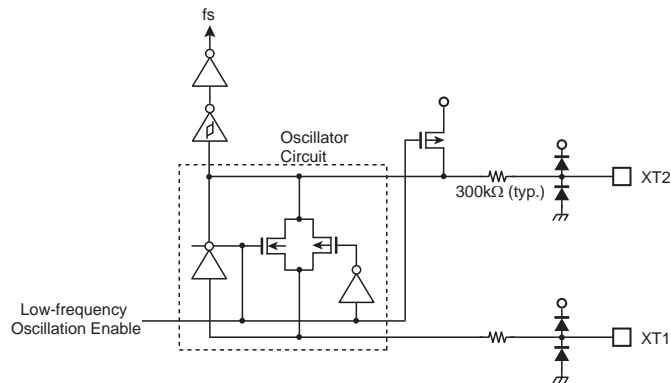 fs
Oscillator
Circuit
300kΩ (typ.)
XT2
Low-frequency
Oscillation Enable
XT1